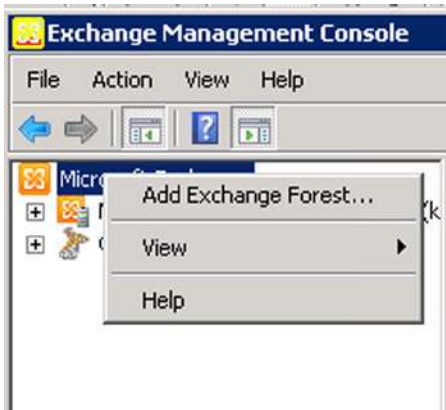 Exchange Management Console
File Action View Help
Add Exchange Forest...
View
Help